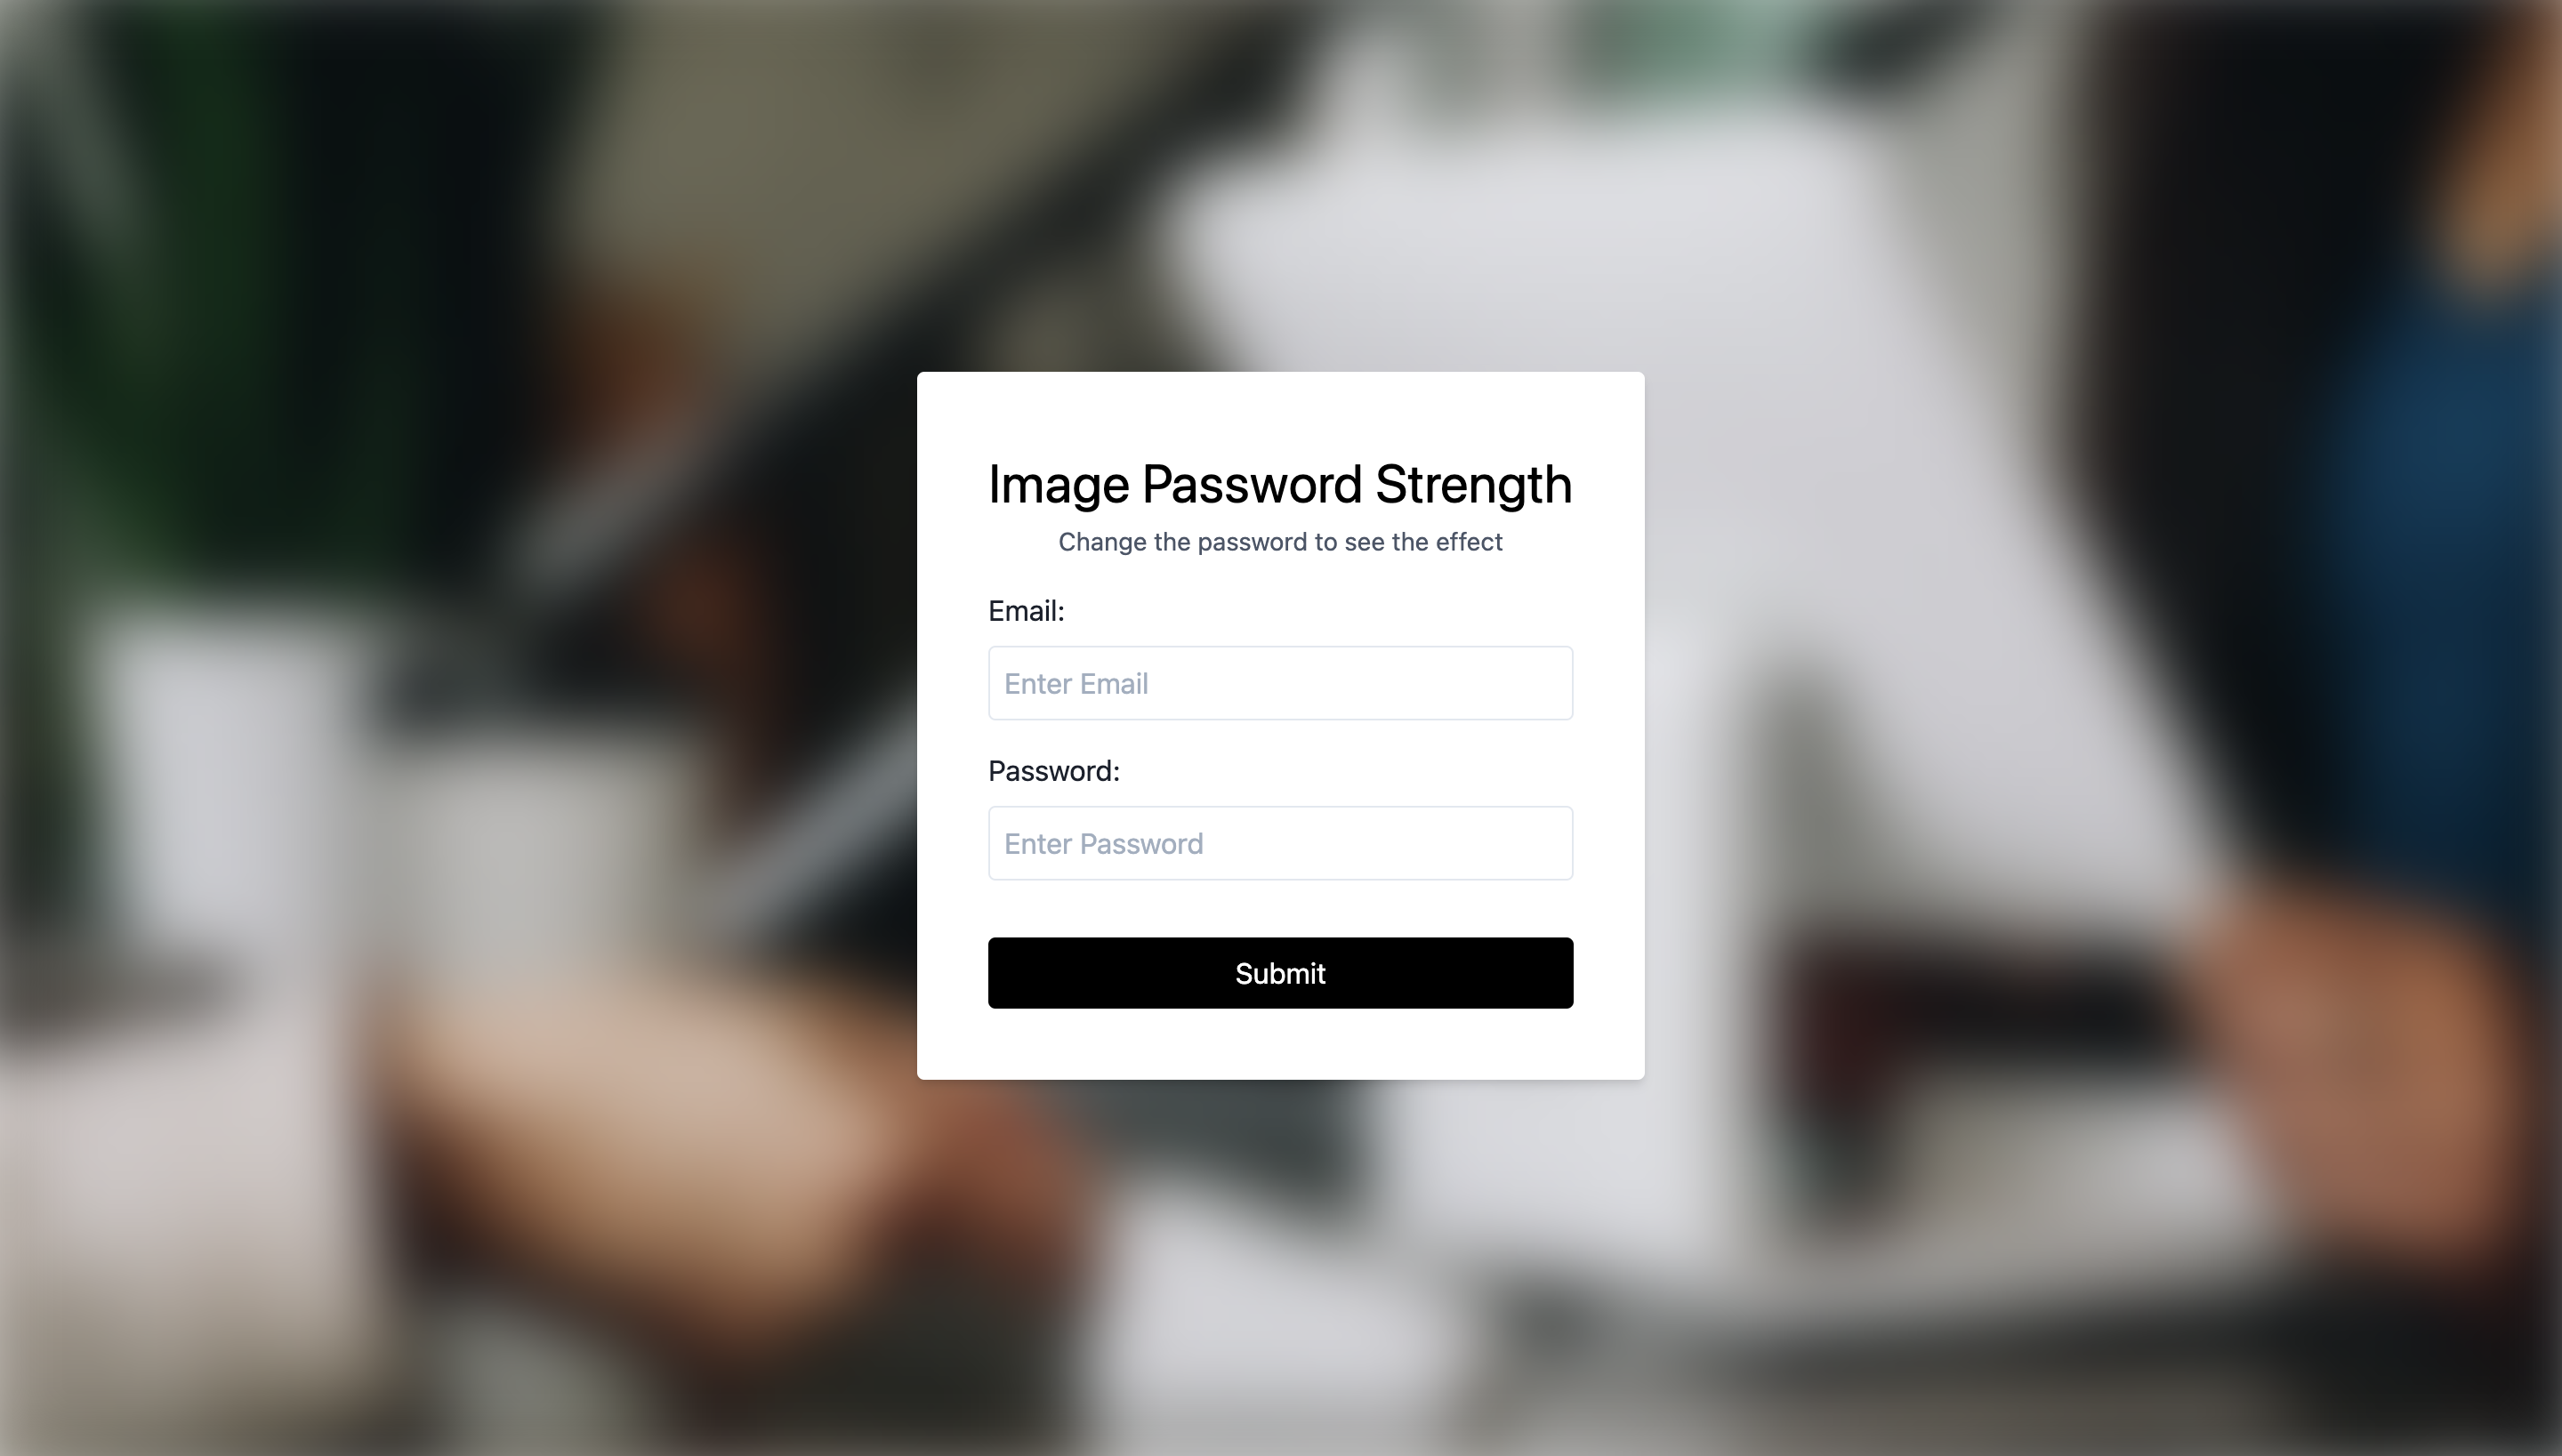 Image Password Strength
Change the password to see the effect
Email:
Enter Email
Password:
Enter Password
Submit